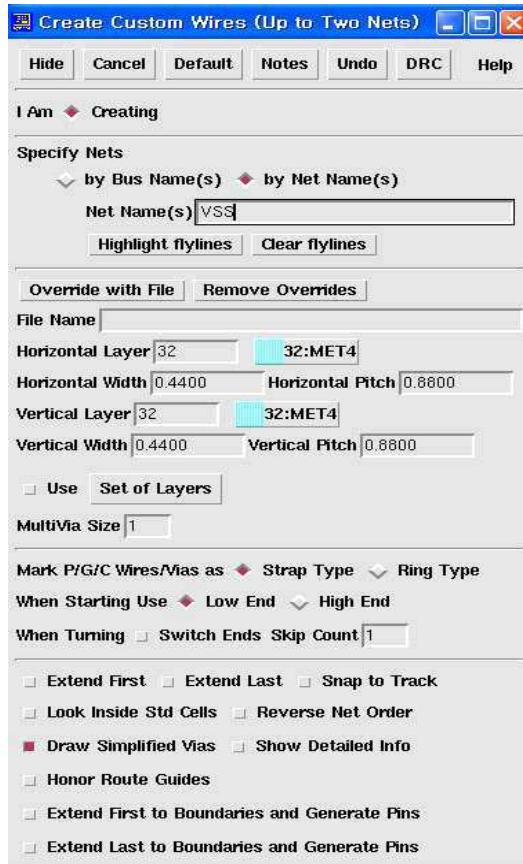 Create Custom Wires (Up to Two Nets)
Hide Cancel Default Notes Undo DRC Help
I Am Creating
Specify Nets
by Bus Name(s) by Net Name(s)
Net Name(s) VSS
Highlight flylines Clear flylines
Override with File Remove Overrides
File Name
Horizontal Layer 32 32:MET4
Horizontal Width 0.4400 Horizontal Pitch 0.8800
Vertical Layer 32 32:MET4
Vertical Width 0.4400 Vertical Pitch 0.8800
Use Set of Layers
MultiVia Size 1
Mark P/G/C Wires/Vias as Strap Type Ring Type
When Starting Use Low End High End
When Turning Switch Ends Skip Count 1
Extend First Extend Last Snap to Track
Look Inside Std Cells Reverse Net Order
Draw Simplified Vias Show Detailed Info
Honor Route Guides
Extend First to Boundaries and Generate Pins
Extend Last to Boundaries and Generate Pins